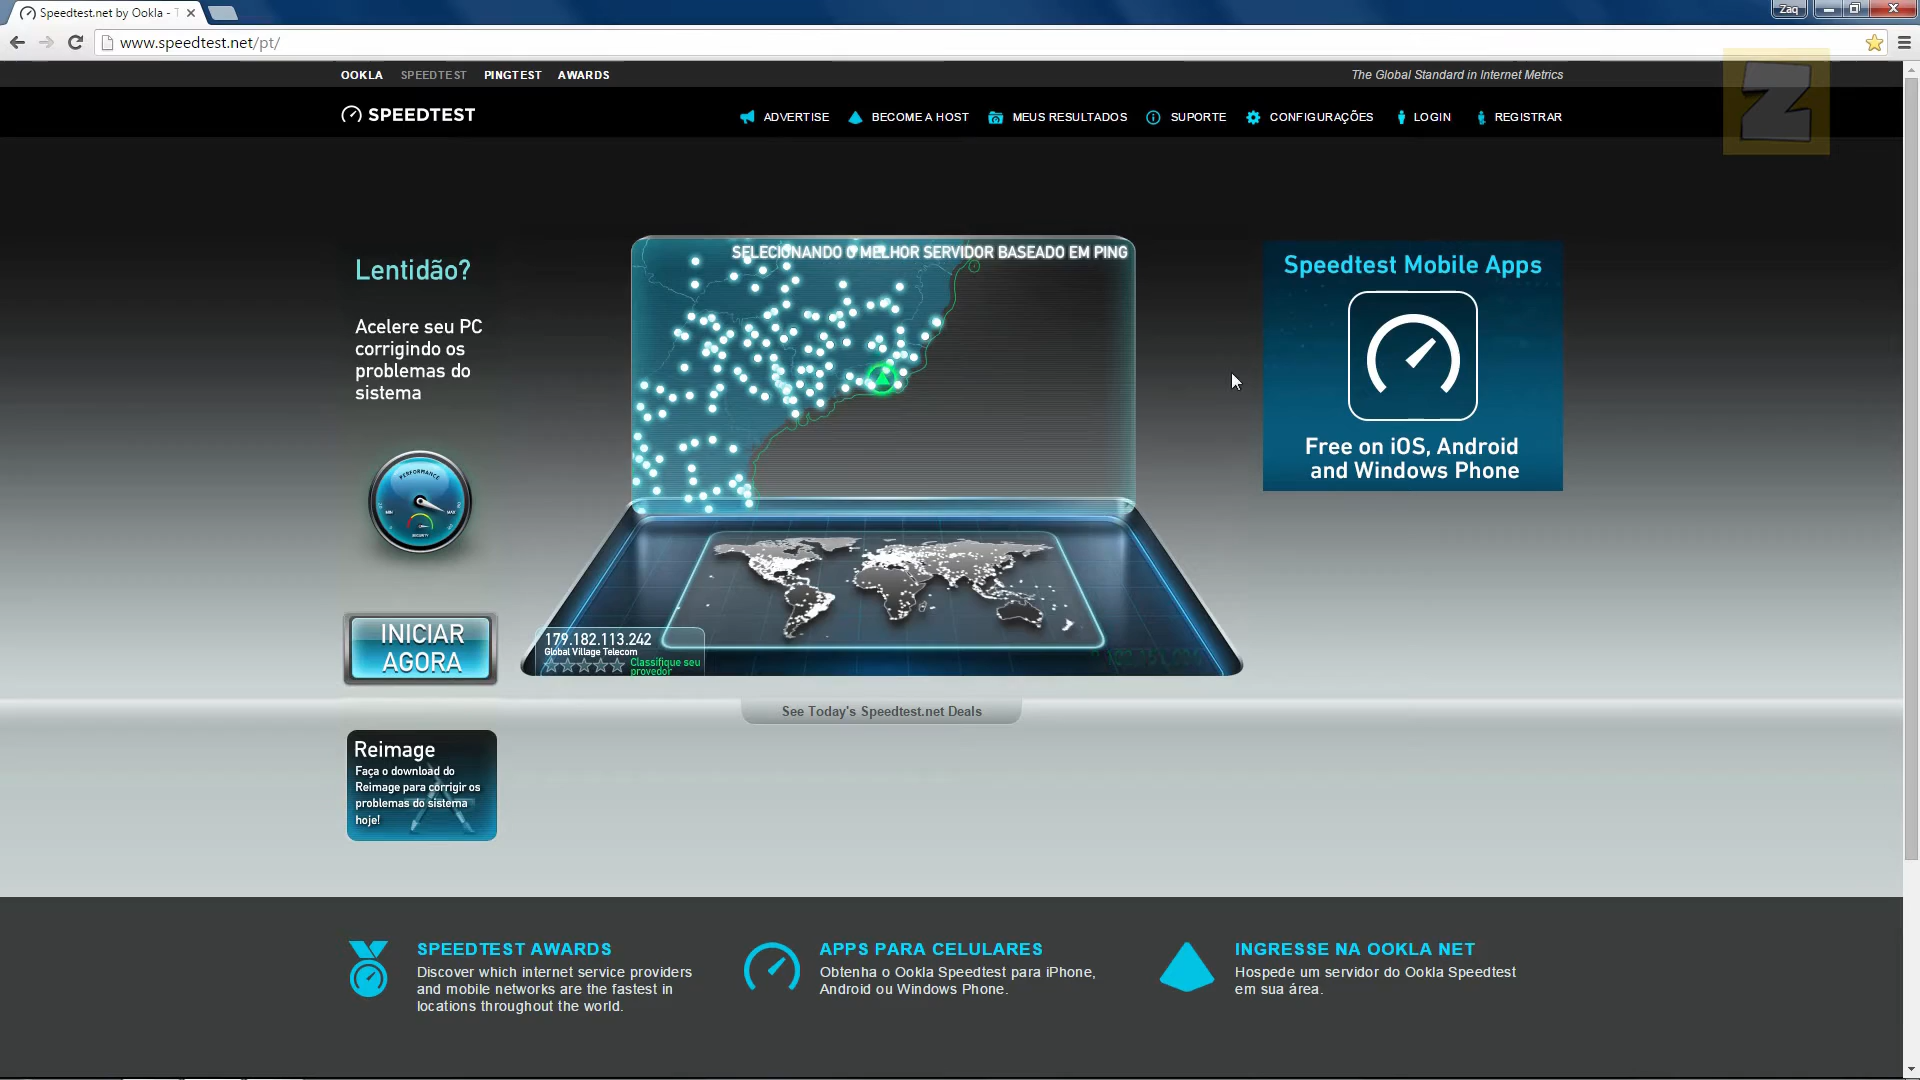 Speedtest.net by Ookla - T
Zaq
www.speedtest.net/pt/
OOKLA SPEEDTEST PINGTEST AWARDS
The Global Standard in Internet Metrics
SPEEDTEST
ADVERTISE BECOME A HOST MEUS RESULTADOS SUPORTE CONFIGURAÇÕES LOGIN REGISTRAR
Z
SELECIONANDO O MELHOR SERVIDOR BASEADO EM PING
Lentidão?
Acelere seu PC
corrigindo os
problemas do
sistema
PERFORMANCE
MIN MAX
SECURITY
INICIAR
AGORA
Speedtest Mobile Apps
Free on iOS, Android
and Windows Phone
179.182.113.242
Global Village Telecom
Classifique seu
provedor
See Today's Speedtest.net Deals
Reimage
Faça o download do
Reimage para corrigir os
problemas do sistema
hoje!
SPEEDTEST AWARDS
Discover which internet service providers
and mobile networks are the fastest in
locations throughout the world.
APPS PARA CELULARES
Obtenha o Ookla Speedtest para iPhone,
Android ou Windows Phone.
INGRESSE NA OOKLA NET
Hospede um servidor do Ookla Speedtest
em sua área.